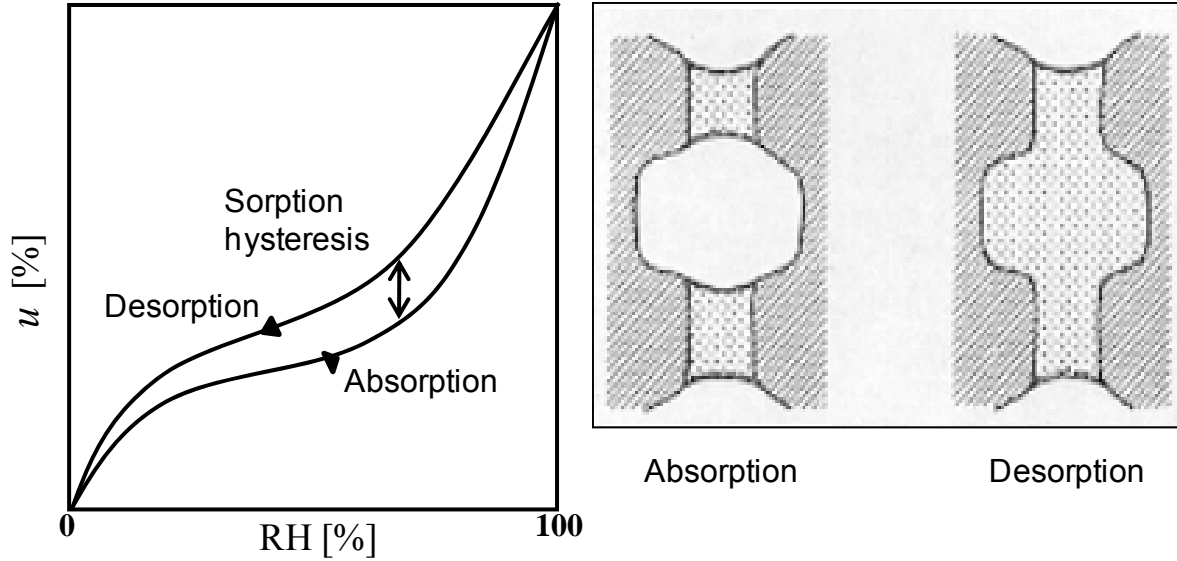 Sorption
hysteresis
Desorption
Absorption
u [%]
0
100
RH [%]
Absorption
Desorption